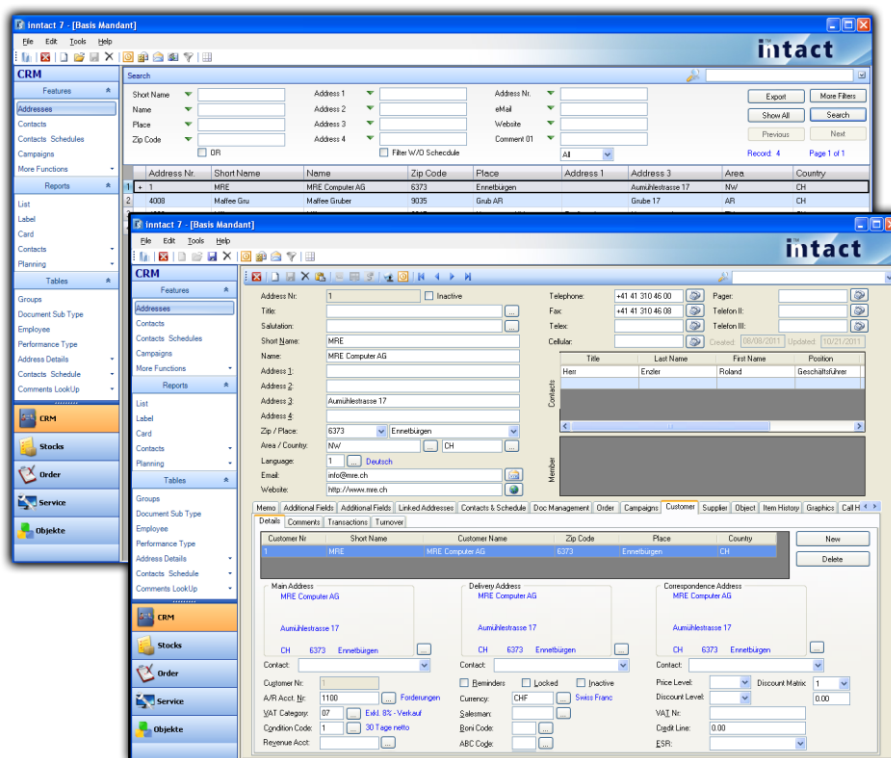 inntact 7 - [Basis Mandant]
File Edit Tools Help
intact
CRM
Search
Features
Addresses
Contacts
Contacts Schedules
Campaigns
More Functions
Reports
List
Label
Card
Contacts
Planning
Tables
Groups
Document Sub Type
Employee
Performance Type
Address Details
Contacts Schedule
Comments LookUp
CRM
Stocks
Order
Service
Objekte
Short Name Address 1 Address Nr. Export More Filters
Name Address 2 eMail Show All Search
Place Address 3 Website Previous Next
Zip Code Address 4 Comment 01
OR Filter W/O Schecdule All Record: 4 Page 1 of 1
Address Nr. Short Name Name Zip Code Place Address 1 Address 3 Area Country
1 + 1 MRE MRE Computer AG 6373 Ennetbürgen Aumühlestrasse 17 NW CH
2 4008 Maffee Gru Maffee Gruber 9035 Grub AR Grube 17 AR CH
inntact 7 - [Basis Mandant]
File Edit Tools Help
intact
CRM
Features
Addresses
Contacts
Contacts Schedules
Campaigns
More Functions
Reports
List
Label
Card
Contacts
Planning
Tables
Groups
Document Sub Type
Employee
Performance Type
Address Details
Contacts Schedule
Comments LookUp
CRM
Stocks
Order
Service
Objekte
Address Nr: 1 Inactive
Title:
Salutation:
Short Name: MRE
Name: MRE Computer AG
Address 1:
Address 2:
Address 3: Aumühlestrasse 17
Address 4:
Zip / Place: 6373 Ennetbürgen
Area / Country: NW ... CH ...
Language: 1 ... Deutsch
Email: info@mre.ch
Website: http://www.mre.ch
Telephone: +41 41 310 46 00 Pager:
Fax: +41 41 310 46 08 Telefon II:
Telex: Telefon III:
Cellular: Created: 08/08/2011 Updated: 10/21/2011
Title Last Name First Name Position
Herr Enzler Roland Geschäftsführer
Contacts
Member
Memo Additional Fields Additional Fields Linked Addresses Contacts & Schedule Doc Management Order Campaigns Customer Supplier Object Item History Graphics Call H
Details Comments Transactions Turnover
Customer Nr Short Name Customer Name Zip Code Place Country
1 MRE MRE Computer AG 6373 Ennetbürgen CH
New
Delete
Main Address Delivery Address Correspondence Address
MRE Computer AG MRE Computer AG MRE Computer AG
Aumühlestrasse 17 Aumühlestrasse 17 Aumühlestrasse 17
CH 6373 Ennetbürgen ... CH 6373 Ennetbürgen ... CH 6373 Ennetbürgen ...
Contact: Contact: Contact:
Customer Nr: 1 Reminders Locked Inactive Price Level: Discount Matrix: 1
A/R Acct. Nr: 1100 ... Forderungen Currency: CHF ... Swiss Franc Discount Level: 0.00
VAT Category: 07 ... Exkl. 8% - Verkauf Salesman: ... VAT Nr:
Condition Code: 1 ... 30 Tage netto Boni Code: ... Credit Line: 0.00
Revenue Acct: ... ABC Code: ... ESR: